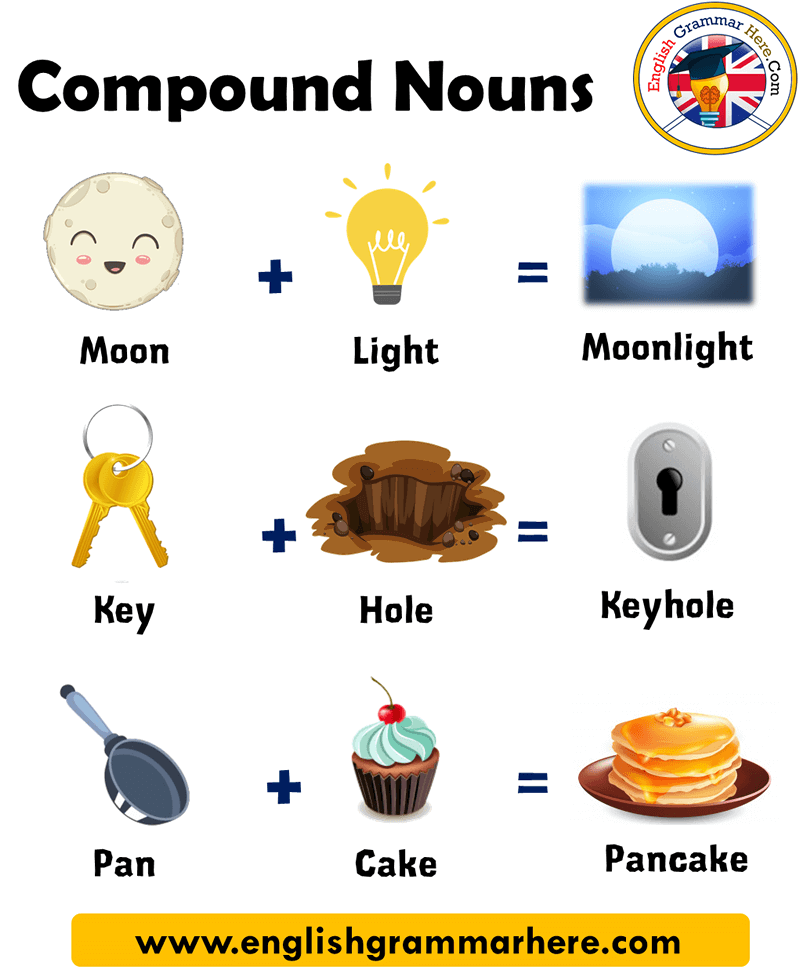 Compound Nouns
English Grammar Here.Com
+
=
Moon
Light
Moonlight
+
=
Key
Hole
Keyhole
+
=
Pan
Cake
Pancake
www.englishgrammarhere.com